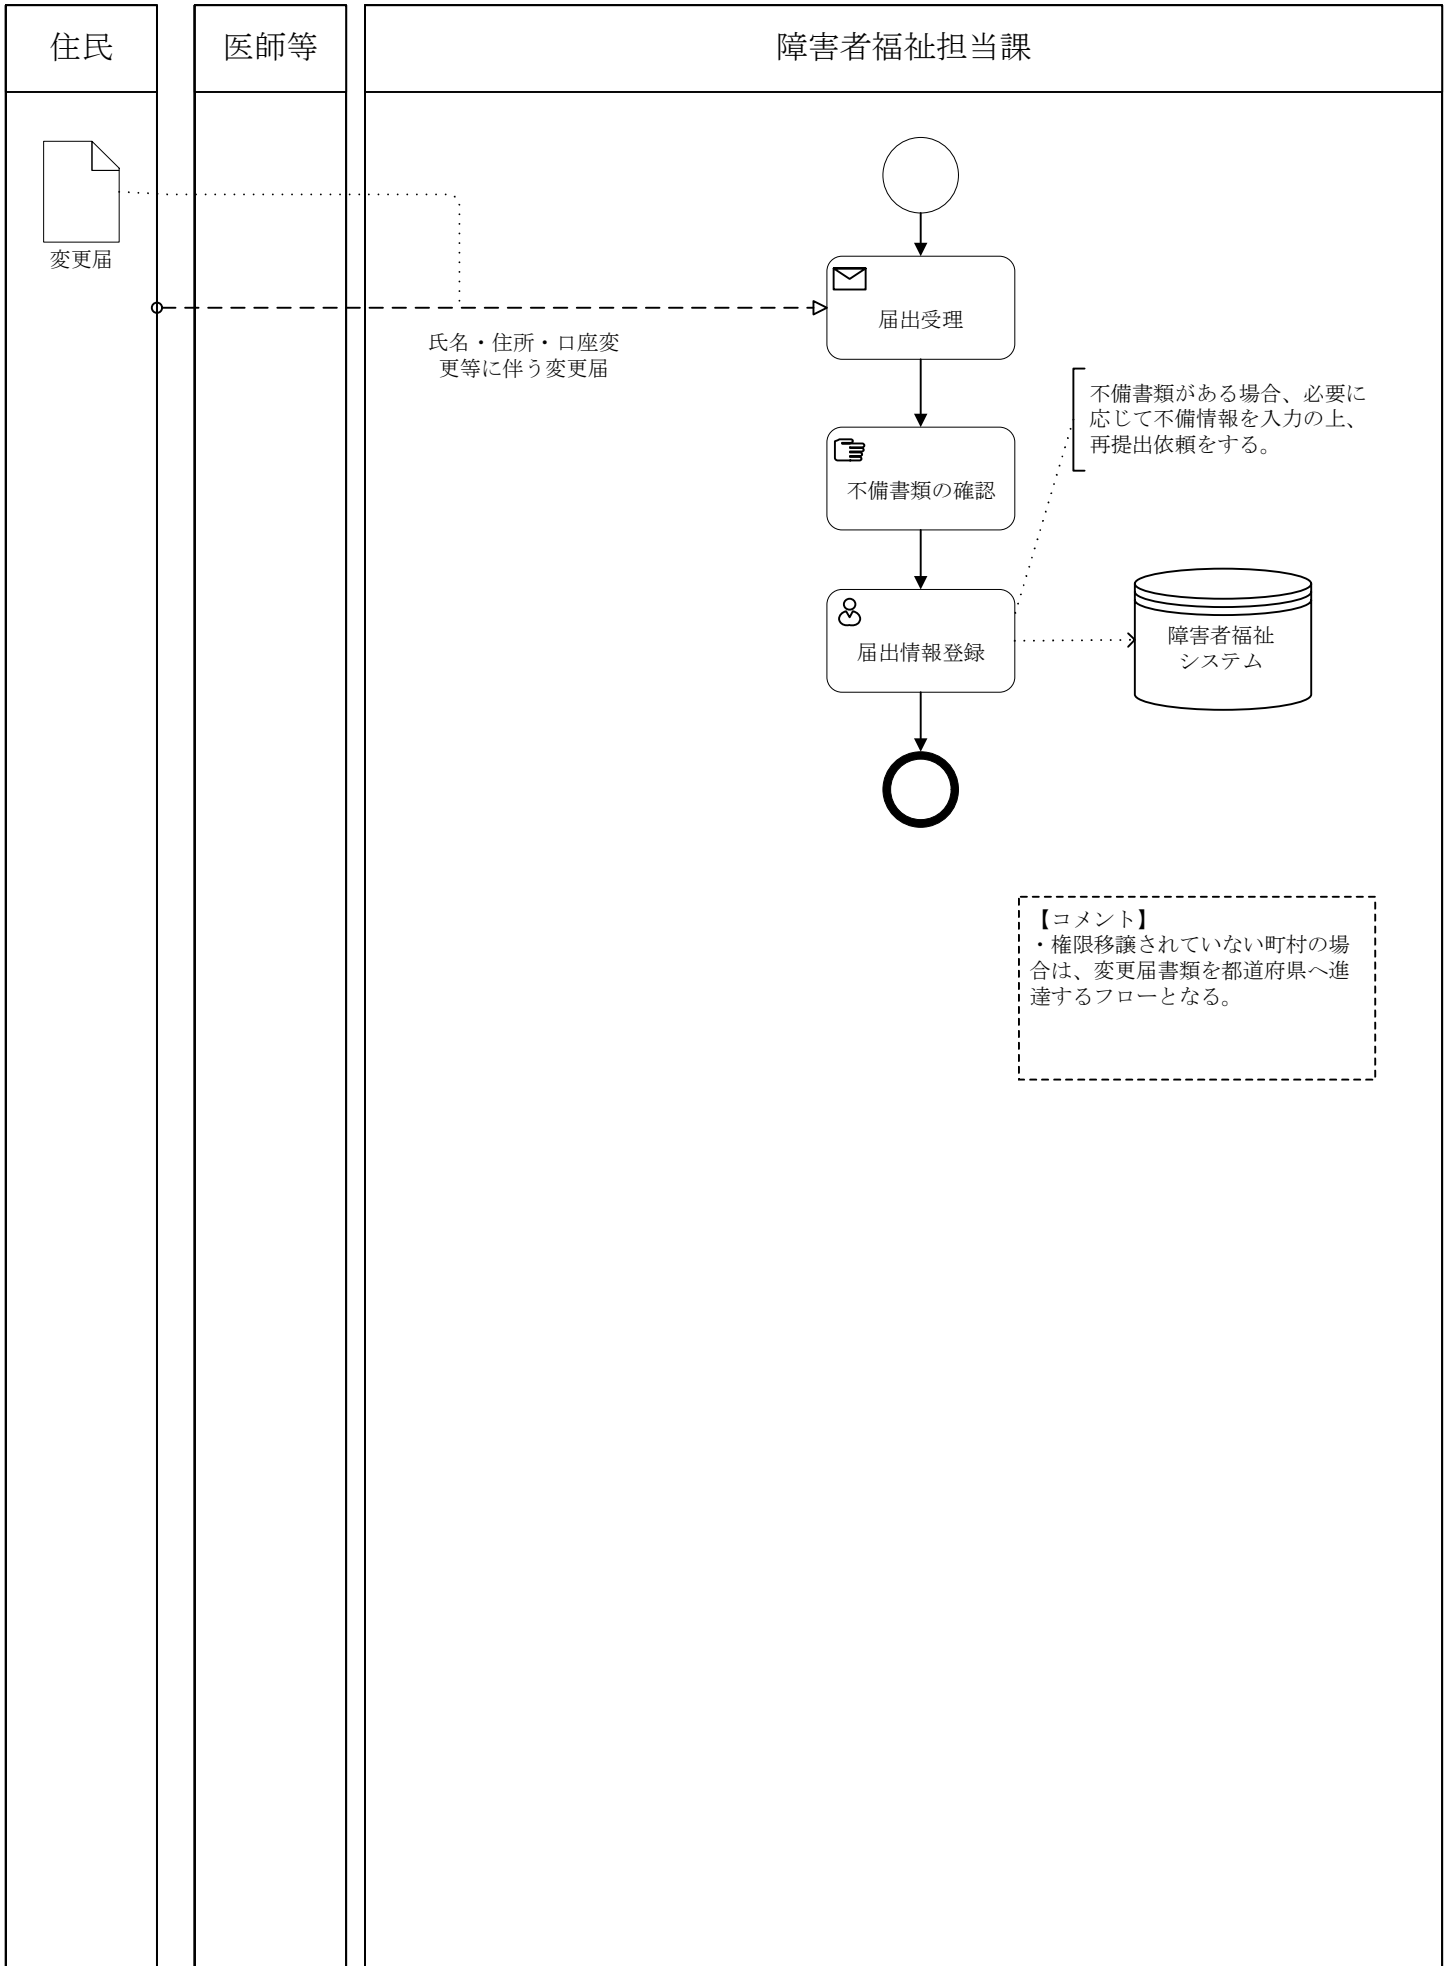 住民
医師等
障害者福祉担当課
変更届
届出受理
氏名・住所・口座変
更等に伴う変更届
不備書類がある場合、必要に
応じて不備情報を入力の上、
再提出依頼をする。
不備書類の確認
届出情報登録
障害者福祉
システム
【コメント】
・権限移譲されていない町村の場
合は、変更届書類を都道府県へ進
達するフローとなる。